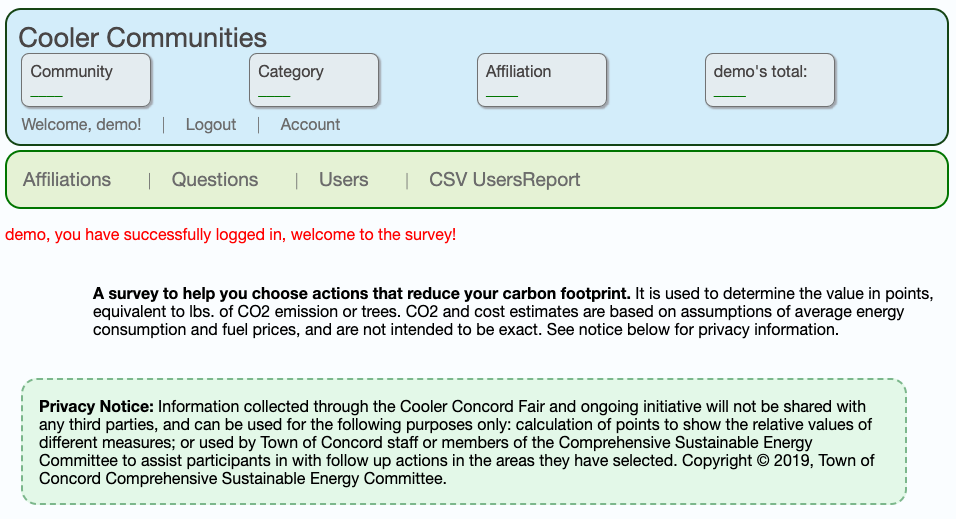 Cooler Communities
Community
Category
Affiliation
demo's total:
Welcome, demo! | Logout | Account
Affiliations | Questions | Users | CSV UsersReport
demo, you have successfully logged in, welcome to the survey!
A survey to help you choose actions that reduce your carbon footprint. It is used to determine the value in points,
equivalent to lbs. of CO2 emission or trees. CO2 and cost estimates are based on assumptions of average energy
consumption and fuel prices, and are not intended to be exact. See notice below for privacy information.
Privacy Notice: Information collected through the Cooler Concord Fair and ongoing initiative will not be shared with
any third parties, and can be used for the following purposes only: calculation of points to show the relative values of
different measures; or used by Town of Concord staff or members of the Comprehensive Sustainable Energy
Committee to assist participants in with follow up actions in the areas they have selected. Copyright © 2019, Town of
Concord Comprehensive Sustainable Energy Committee.